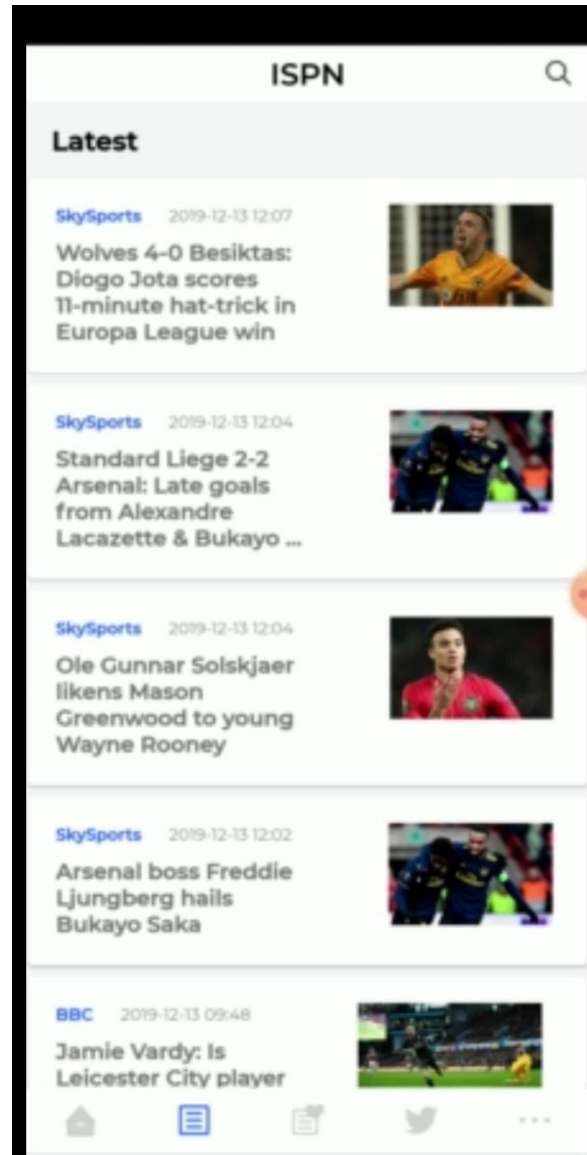 ISPN
Latest
SkySports 2019-12-13 12:07
Wolves 4-0 Besiktas:
Diogo Jota scores
11-minute hat-trick in
Europa League win
SkySports 2019-12-13 12:04
Standard Liege 2-2
Arsenal: Late goals
from Alexandre
Lacazette & Bukayo ...
SkySports 2019-12-13 12:04
Ole Gunnar Solskjaer
likens Mason
Greenwood to young
Wayne Rooney
SkySports 2019-12-13 12:02
Arsenal boss Freddie
Ljungberg hails
Bukayo Saka
BBC 2019-12-13 09:48
Jamie Vardy: Is
Leicester City player